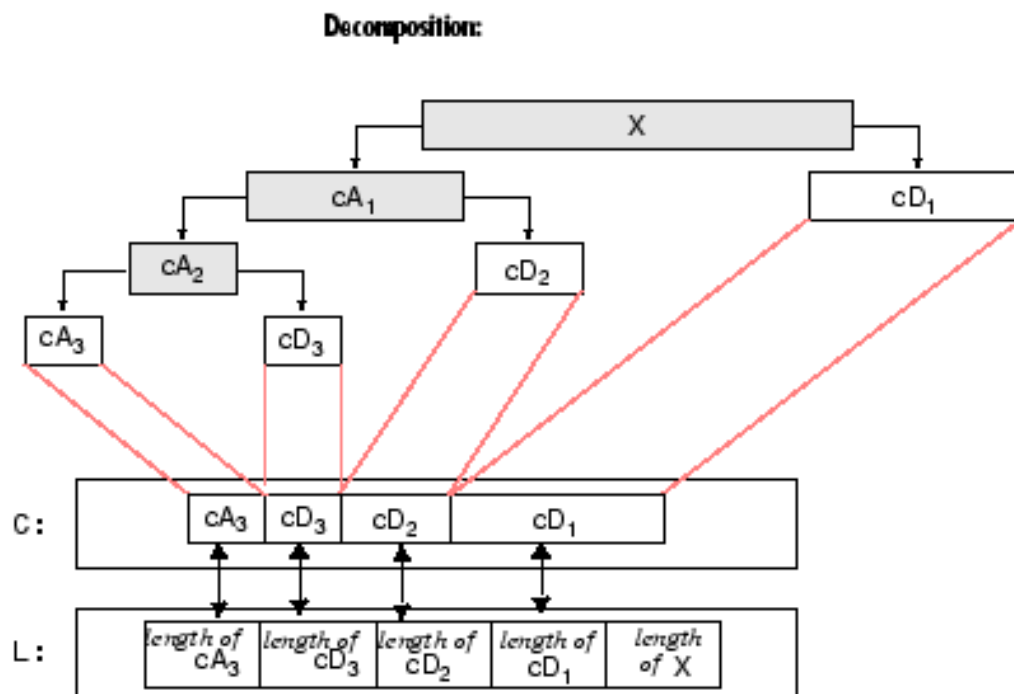 Decomposition:
X
cA₁
cD₁
cA₂
cD₂
cA₃
cD₃
C:
cA₃ cD₃ cD₂ cD₁
L:
length of cA₃
length of cD₃
length of cD₂
length of cD₁
length of X